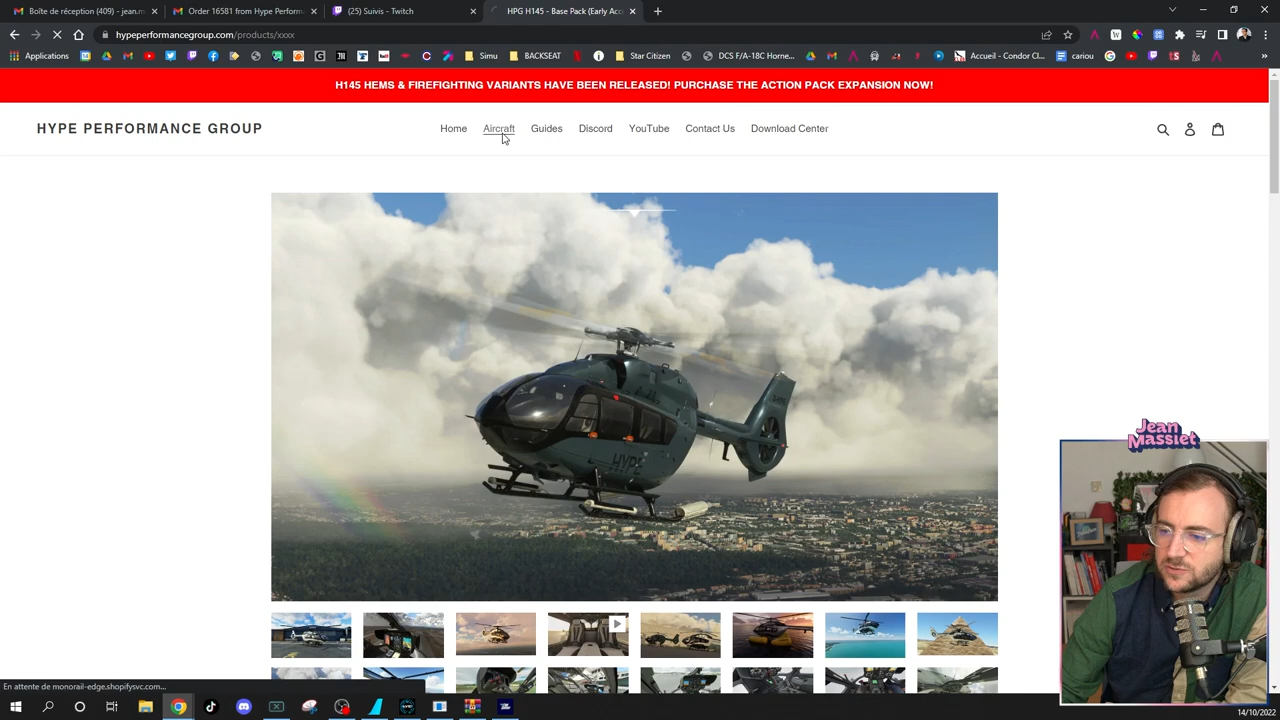 Boîte de réception (409) – jean.m
Order 16581 from Hype Perform
(25) Suivis - Twitch
HPG H145 - Base Pack (Early Acc
hypeperformancegroup.com/products/xxxx
Applications
Simu
BACKSEAT
Star Citizen
DCS F/A-18C Horne...
Accueil - Condor Cl...
cariou
H145 HEMS & FIREFIGHTING VARIANTS HAVE BEEN RELEASED! PURCHASE THE ACTION PACK EXPANSION NOW!
HYPE PERFORMANCE GROUP
Home
Aircraft
Guides
Discord
YouTube
Contact Us
Download Center
HYPE
Jean
Massiet
En attente de monorail-edge.shopifysvc.com...
14/10/2022